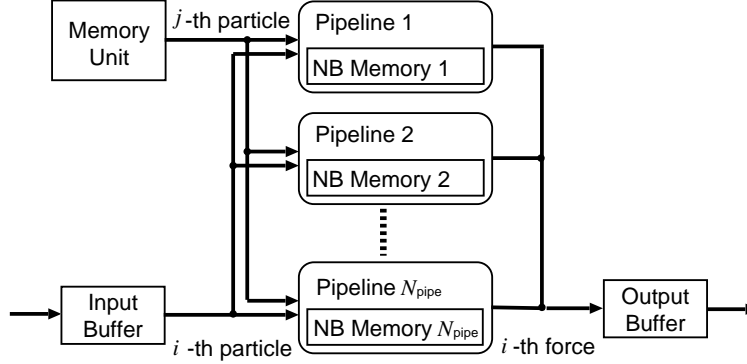 Memory
Unit
j -th particle
Pipeline 1
NB Memory 1
Pipeline 2
NB Memory 2
Pipeline Npipe
NB Memory Npipe
Input
Buffer
i -th particle
i -th force
Output
Buffer